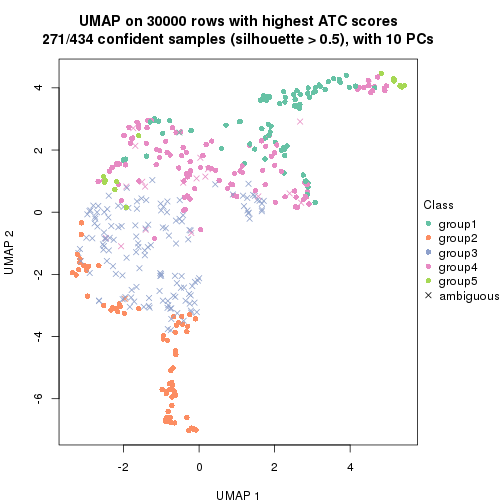 UMAP on 30000 rows with highest ATC scores
271/434 confident samples (silhouette > 0.5), with 10 PCs
4
2
0
-2
-4
-6
UMAP 2
-2
0
2
4
UMAP 1
Class
group1
group2
group3
group4
group5
ambiguous